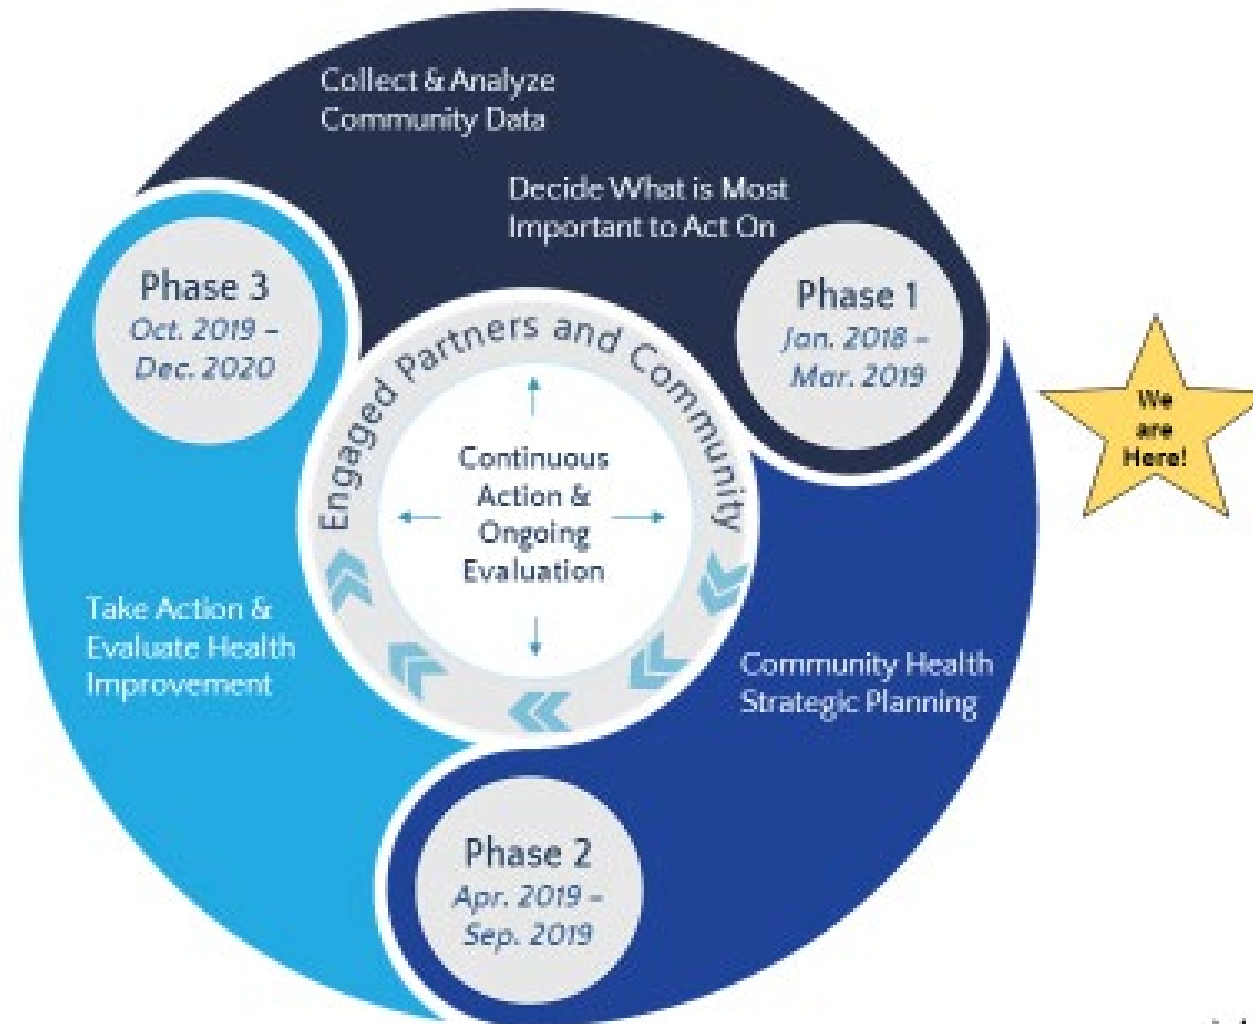 Collect & Analyze
Community Data
Decide What is Most
Important to Act On
Phase 1
Jan. 2018 –
Mar. 2019
We
are
Here!
Phase 3
Oct. 2019 –
Dec. 2020
Engaged Partners and Community
Continuous
Action &
Ongoing
Evaluation
Take Action &
Evaluate Health
Improvement
Community Health
Strategic Planning
Phase 2
Apr. 2019 –
Sep. 2019